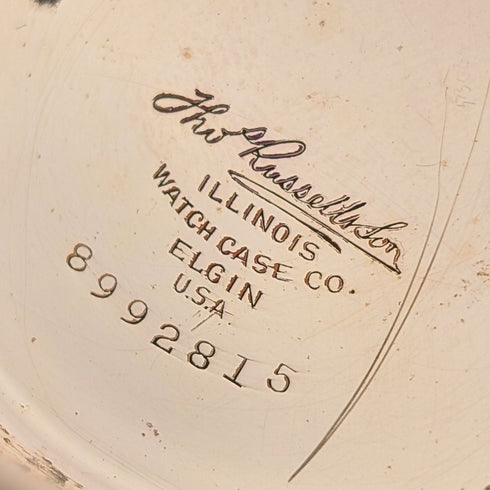 Thos Russell & Son
ILLINOIS
WATCH CASE CO.
ELGIN
U.S.A.
8992815